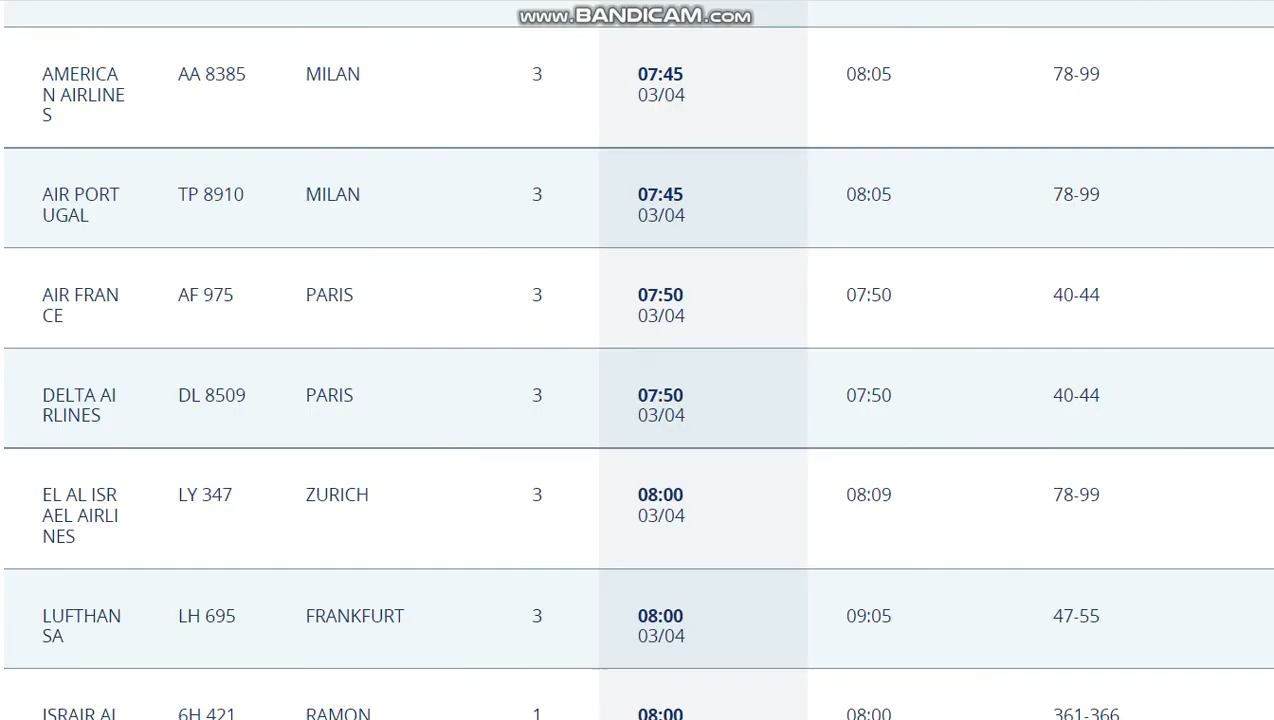 www.BANDICAM.com
AMERICA AA 8385 MILAN 3 07:45 08:05 78-99
N AIRLINE 03/04
S
AIR PORT TP 8910 MILAN 3 07:45 08:05 78-99
UGAL 03/04
AIR FRAN AF 975 PARIS 3 07:50 07:50 40-44
CE 03/04
DELTA AI DL 8509 PARIS 3 07:50 07:50 40-44
RLINES 03/04
EL AL ISR LY 347 ZURICH 3 08:00 08:09 78-99
AEL AIRLI 03/04
NES
LUFTHAN LH 695 FRANKFURT 3 08:00 09:05 47-55
SA 03/04
ISRAIR AI 6H 421 RAMON 1 08:00 08:00 361-366